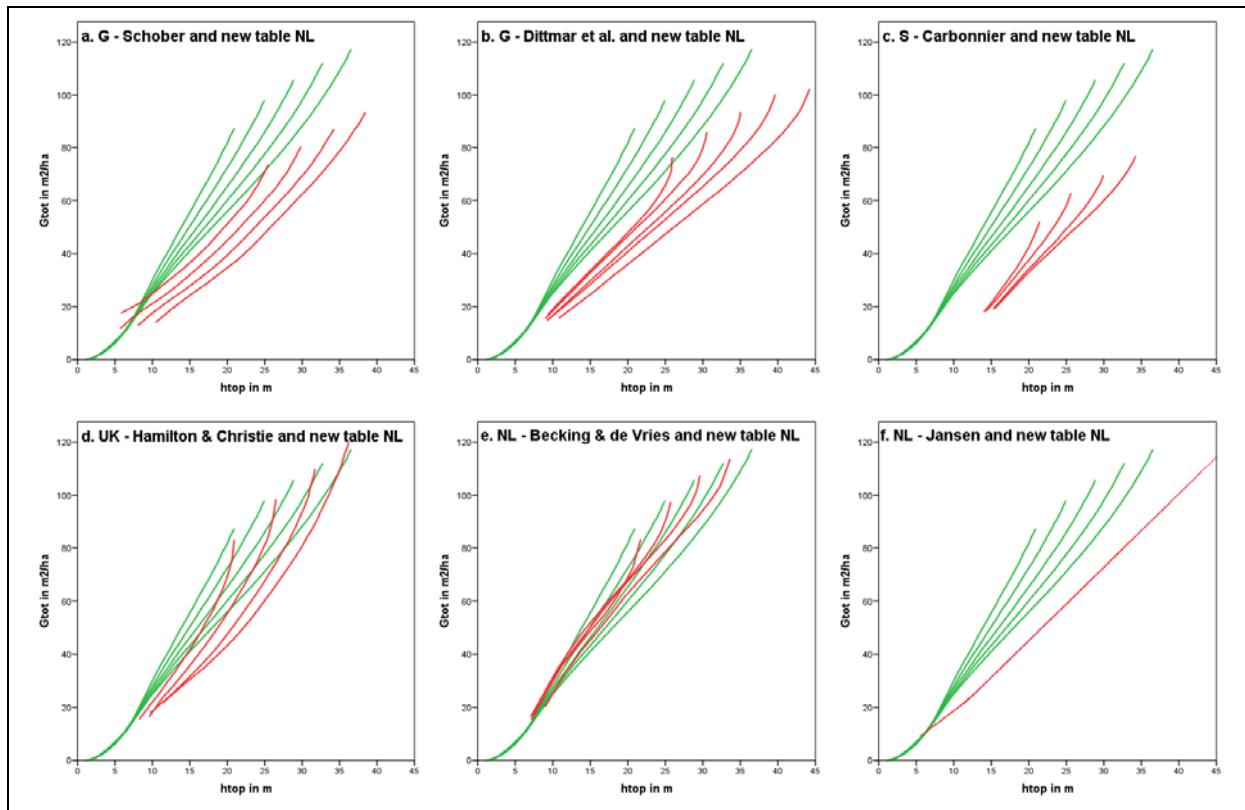 a. G - Schober and new table NL
120
100
80
60
40
20
0
Gtot in m2/ha
0 5 10 15 20 25 30 35 40 45
htop in m
b. G - Dittmar et al. and new table NL
120
100
80
60
40
20
0
Gtot in m2/ha
0 5 10 15 20 25 30 35 40 45
htop in m
c. S - Carbonnier and new table NL
120
100
80
60
40
20
0
Gtot in m2/ha
0 5 10 15 20 25 30 35 40 45
htop in m
d. UK - Hamilton & Christie and new table NL
120
100
80
60
40
20
0
Gtot in m2/ha
0 5 10 15 20 25 30 35 40 45
htop in m
e. NL - Becking & de Vries and new table NL
120
100
80
60
40
20
0
Gtot in m2/ha
0 5 10 15 20 25 30 35 40 45
htop in m
f. NL - Jansen and new table NL
120
100
80
60
40
20
0
Gtot in m2/ha
0 5 10 15 20 25 30 35 40 45
htop in m